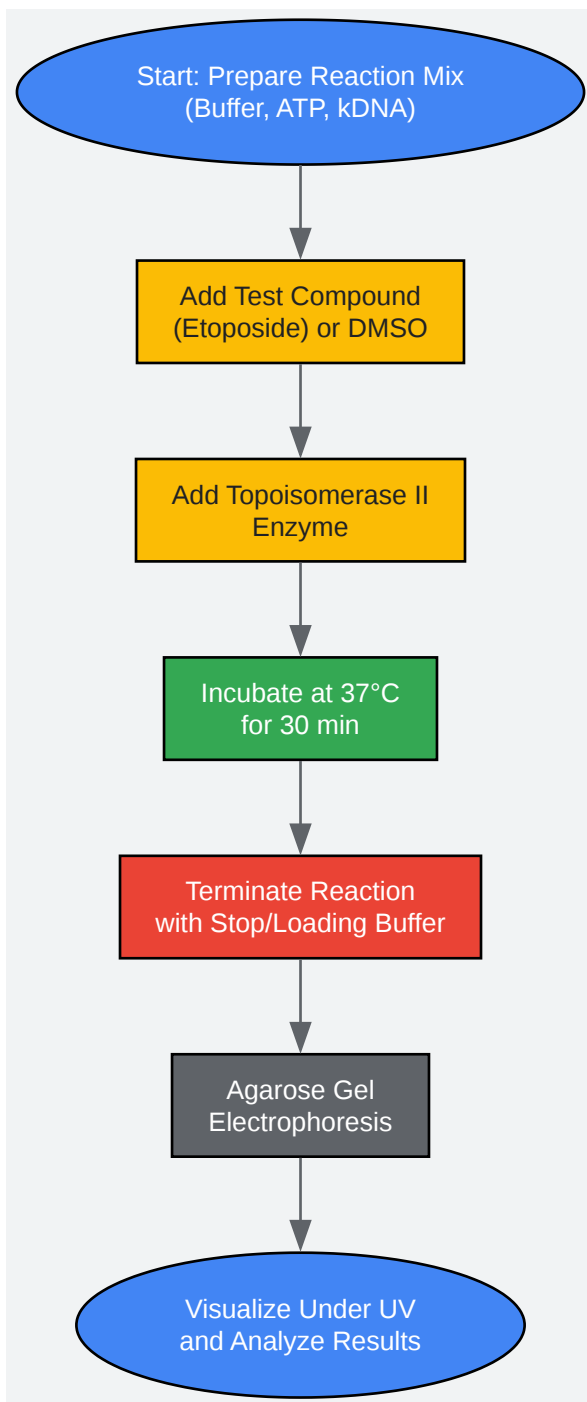 Start: Prepare Reaction Mix
(Buffer, ATP, kDNA)
Add Test Compound
(Etoposide) or DMSO
Add Topoisomerase II
Enzyme
Incubate at 37°C
for 30 min
Terminate Reaction
with Stop/Loading Buffer
Agarose Gel
Electrophoresis
Visualize Under UV
and Analyze Results